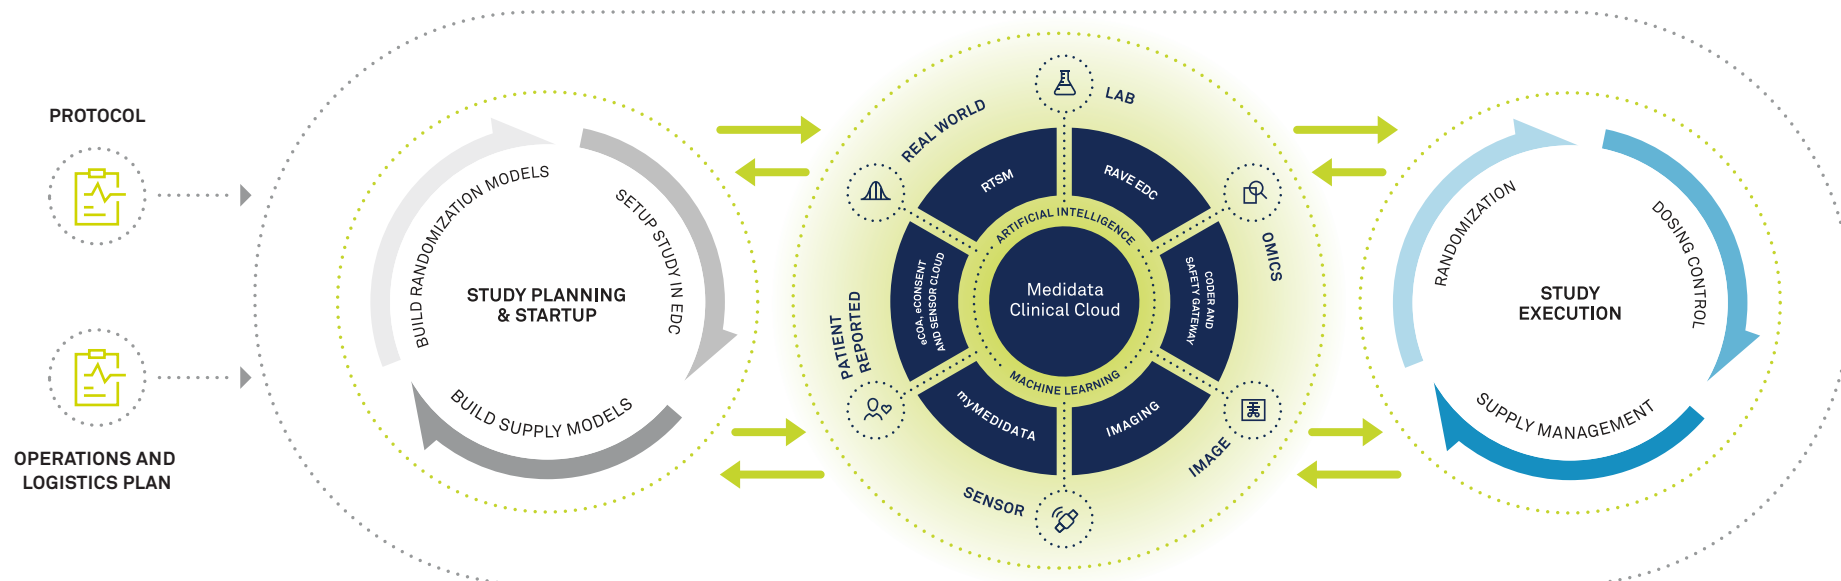 PROTOCOL
OPERATIONS AND
LOGISTICS PLAN
BUILD RANDOMIZATION MODELS
SETUP STUDY IN EDC
BUILD SUPPLY MODELS
STUDY PLANNING
& STARTUP
REAL WORLD
LAB
OMICS
IMAGE
SENSOR
PATIENT
REPORTED
RTSM
RAVE EDC
CODER AND
SAFETY GATEWAY
IMAGING
myMEDIDATA
eCOA, eCONSENT
AND SENSOR CLOUD
ARTIFICIAL INTELLIGENCE
MACHINE LEARNING
Medidata
Clinical Cloud
RANDOMIZATION
DOSING CONTROL
SUPPLY MANAGEMENT
STUDY
EXECUTION